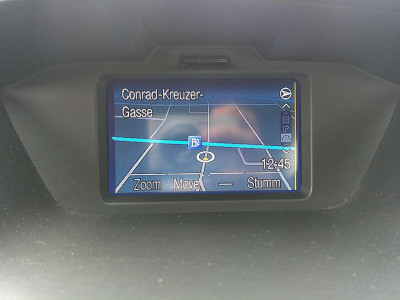 Conrad-Kreuzer-
Gasse
12:45
Zoom Move — Stumm